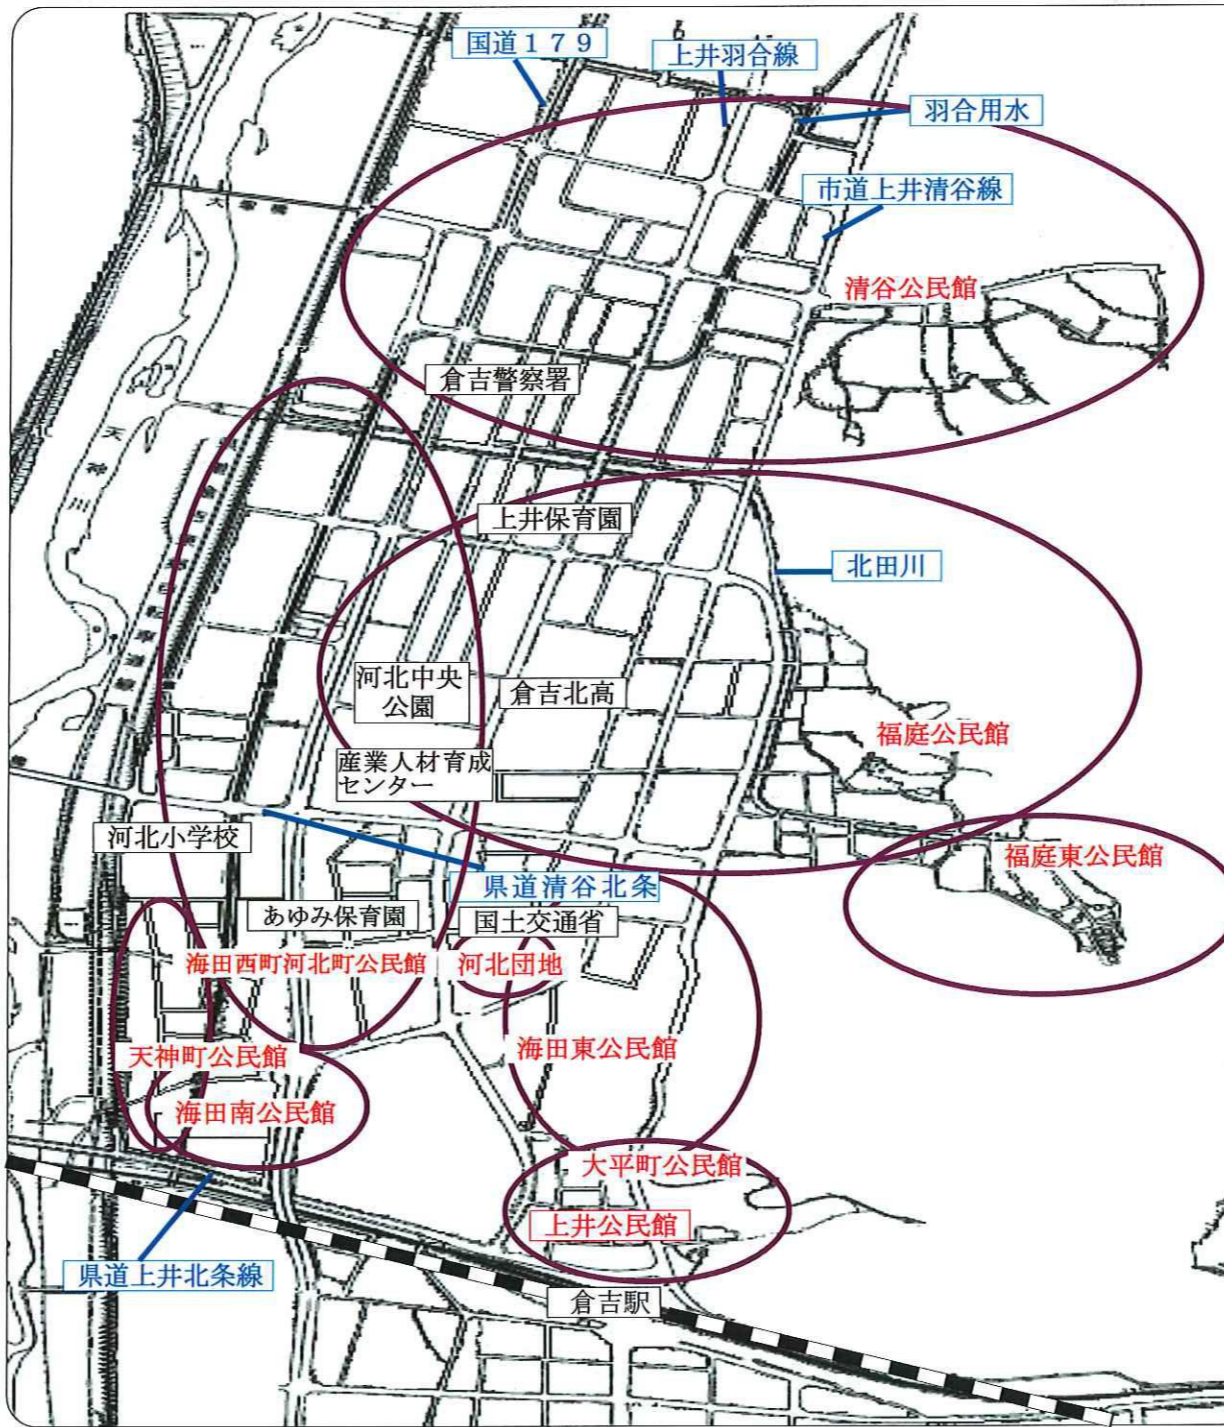 国道１７９
上井羽合線
羽合用水
市道上井清谷線
大塚橋
清谷公民館
倉吉警察署
天神川
上井保育園
北田川
河北中央
公園
倉吉北高
福庭公民館
産業人材育成
センター
河北小学校
福庭東公民館
県道清谷北条
あゆみ保育園
国土交通省
海田西町河北町公民館
河北団地
天神町公民館
海田東公民館
海田南公民館
大平町公民館
上井公民館
県道上井北条線
倉吉駅